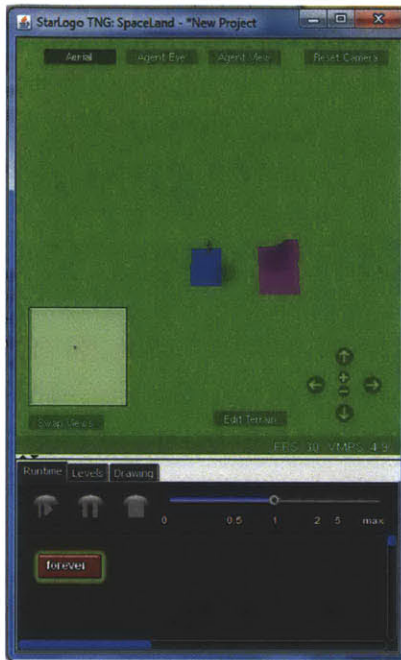 StarLogo TNG: SpaceLand - *New Project
Aerial Agent Eye Agent View Reset Camera
Swap Views Edit Terrain
FPS: 30 VMPS: 4.9
Runtime Levels Drawing
0 0.5 1 2 5 max
forever